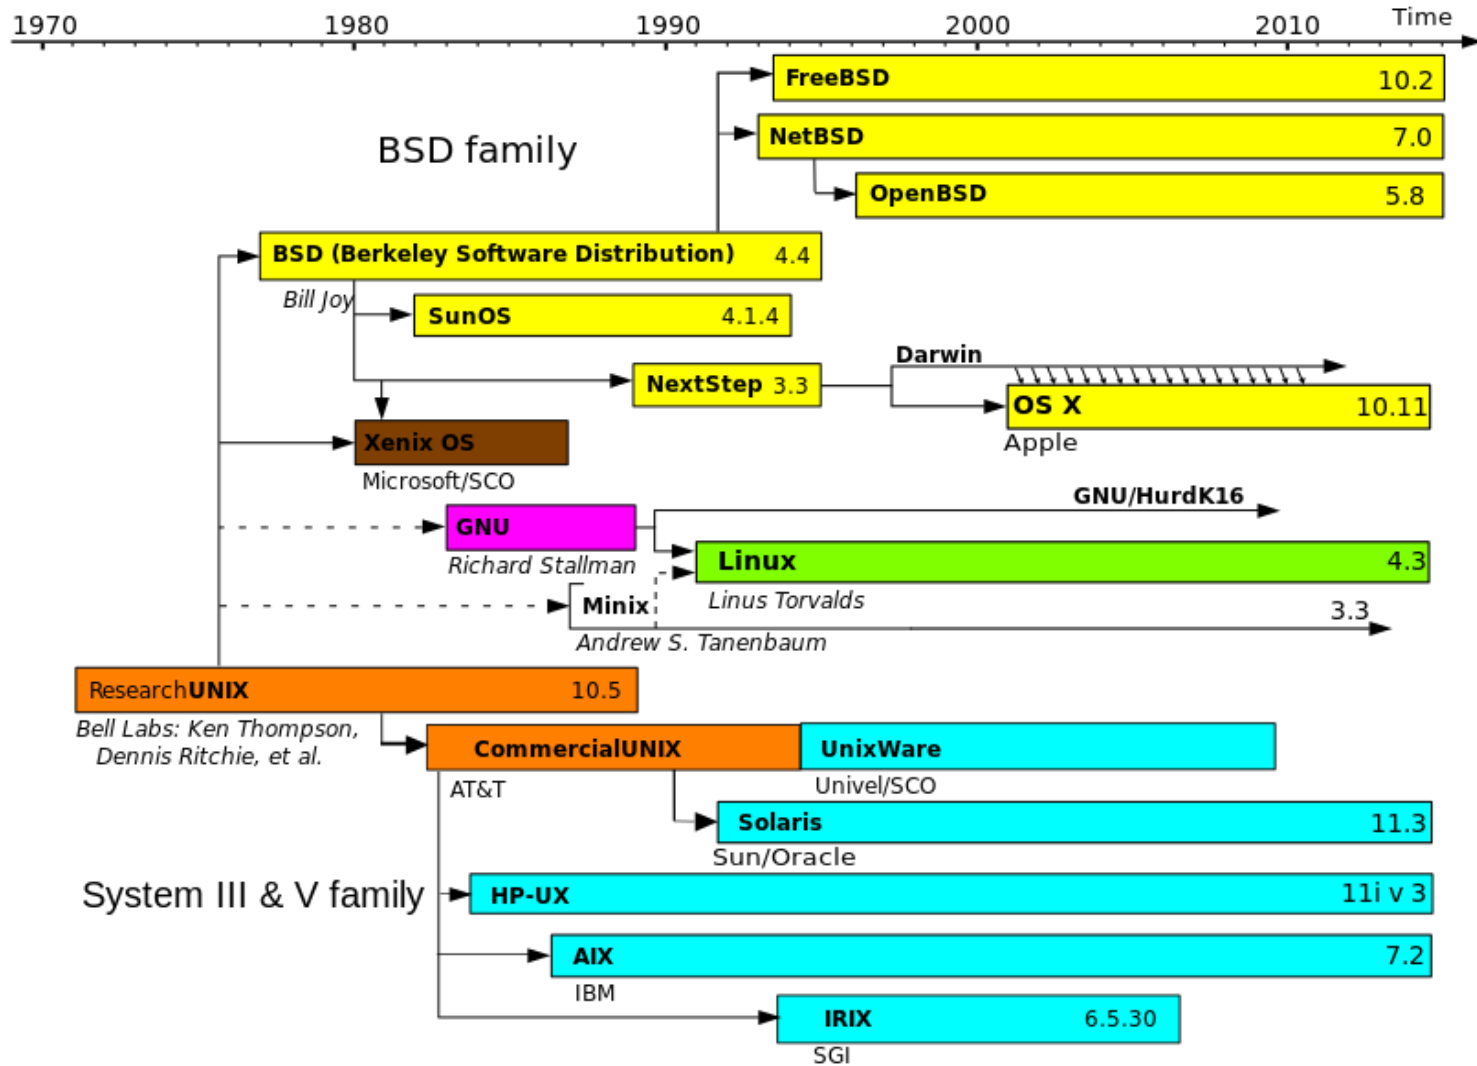 1970 1980 1990 2000 2010 Time
FreeBSD 10.2
BSD family
NetBSD 7.0
OpenBSD 5.8
BSD (Berkeley Software Distribution) 4.4
Bill Joy
SunOS 4.1.4
Darwin
NextStep 3.3
OS X 10.11
Apple
Xenix OS
Microsoft/SCO
GNU/HurdK16
GNU
Richard Stallman
Linux 4.3
Linus Torvalds
Minix 3.3
Andrew S. Tanenbaum
ResearchUNIX 10.5
Bell Labs: Ken Thompson,
Dennis Ritchie, et al.
CommercialUNIX
UnixWare
AT&T
Univel/SCO
Solaris 11.3
Sun/Oracle
System III & V family
HP-UX 11i v 3
AIX 7.2
IBM
IRIX 6.5.30
SGI